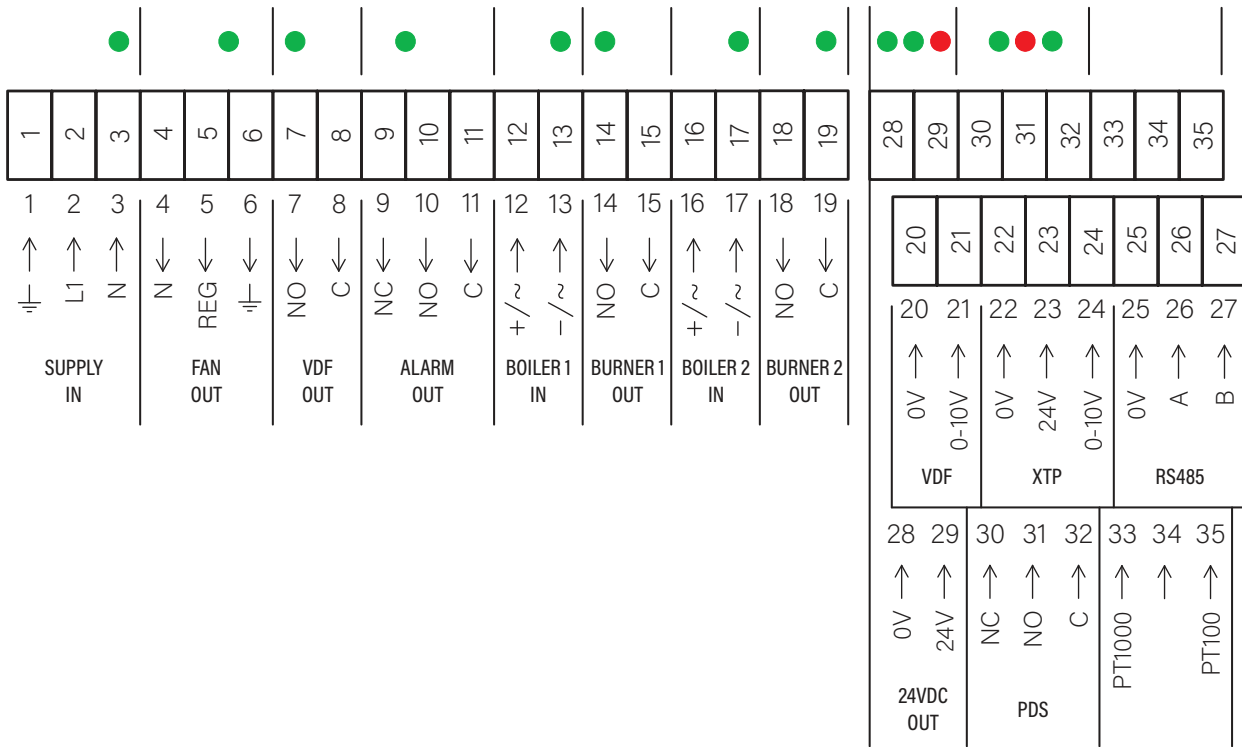 1 2 3 4 5 6 7 8 9 10 11 12 13 14 15 16 17 18 19
28 29 30 31 32 33 34 35
1 2 3 4 5 6 7 8 9 10 11 12 13 14 15 16 17 18 19
L1 N N REG NO C NC NO C +/~ -/~ NO C +/~ -/~ NO C
SUPPLY FAN VDF ALARM BOILER 1 BURNER 1 BOILER 2 BURNER 2
IN OUT OUT OUT IN OUT IN OUT
20 21 22 23 24 25 26 27
20 21 22 23 24 25 26 27
0V 0-10V 0V 24V 0-10V 0V A B
VDF XTP RS485
28 29 30 31 32 33 34 35
0V 24V NC NO C PT1000 PT100
24VDC PDS
OUT